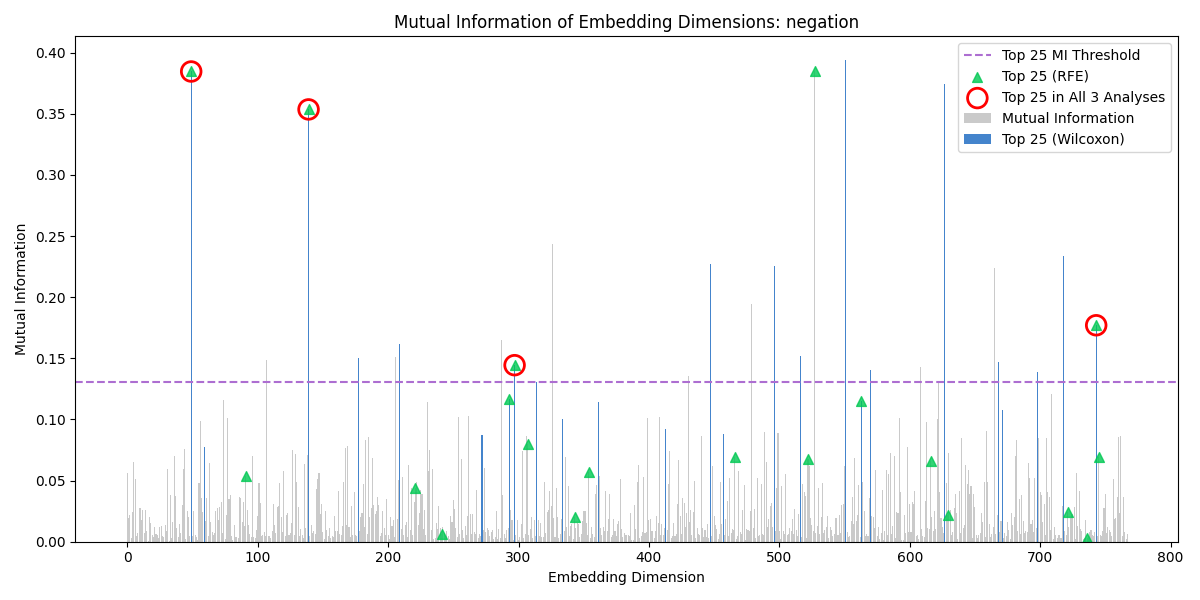 Mutual Information of Embedding Dimensions: negation
Top 25 MI Threshold
Top 25 (RFE)
Top 25 in All 3 Analyses
Mutual Information
Top 25 (Wilcoxon)
Mutual Information
0.40
0.35
0.30
0.25
0.20
0.15
0.10
0.05
0.00
0 100 200 300 400 500 600 700 800
Embedding Dimension